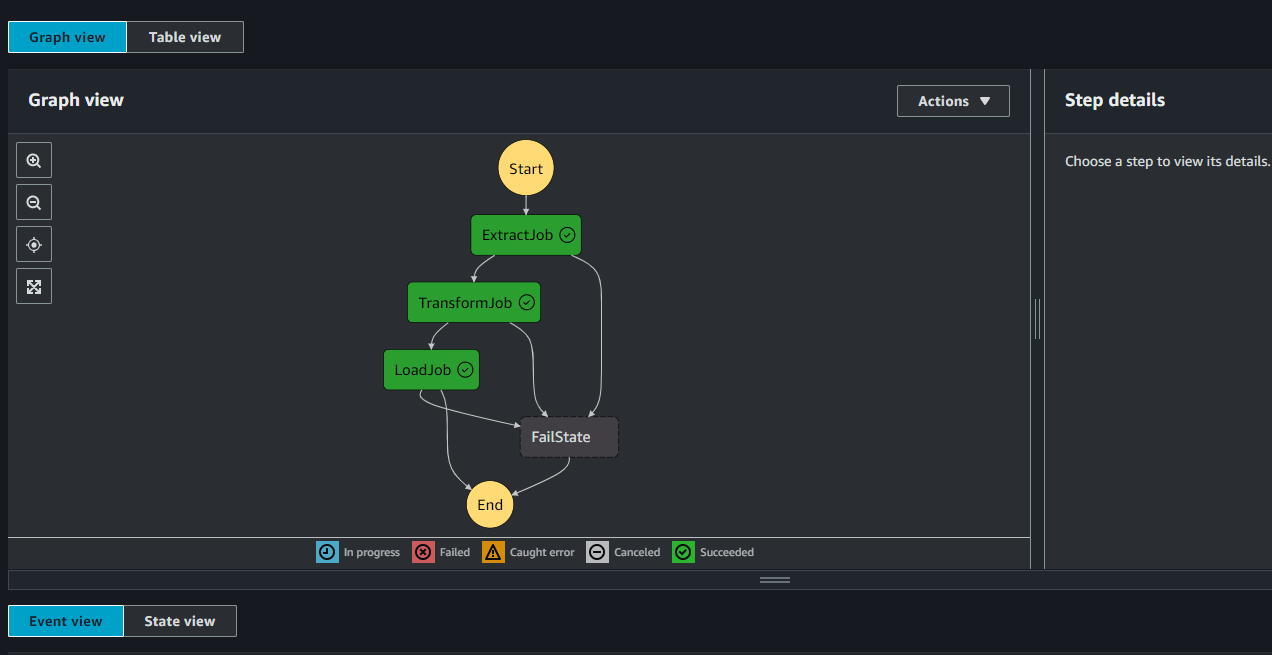 Graph view Table view
Graph view Actions Step details
Choose a step to view its details.
Start
ExtractJob
TransformJob
LoadJob
FailState
End
In progress Failed Caught error Canceled Succeeded
Event view State view